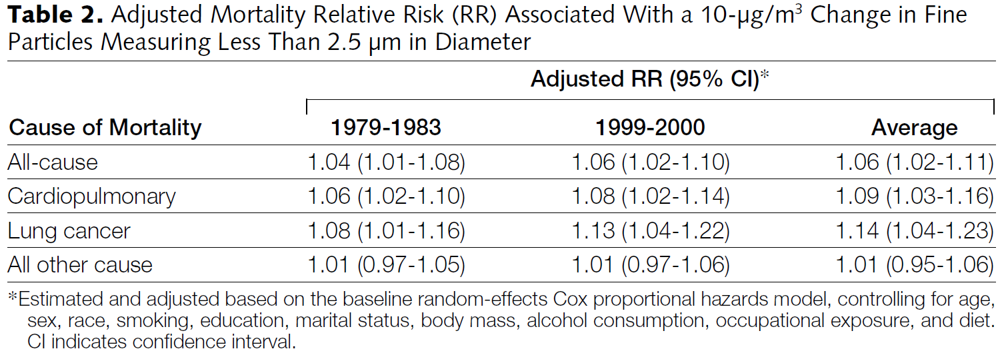 Table 2. Adjusted Mortality Relative Risk (RR) Associated With a 10-µg/m³ Change in Fine
Particles Measuring Less Than 2.5 µm in Diameter
Adjusted RR (95% CI)*
Cause of Mortality 1979-1983 1999-2000 Average
All-cause 1.04 (1.01-1.08) 1.06 (1.02-1.10) 1.06 (1.02-1.11)
Cardiopulmonary 1.06 (1.02-1.10) 1.08 (1.02-1.14) 1.09 (1.03-1.16)
Lung cancer 1.08 (1.01-1.16) 1.13 (1.04-1.22) 1.14 (1.04-1.23)
All other cause 1.01 (0.97-1.05) 1.01 (0.97-1.06) 1.01 (0.95-1.06)
*Estimated and adjusted based on the baseline random-effects Cox proportional hazards model, controlling for age,
sex, race, smoking, education, marital status, body mass, alcohol consumption, occupational exposure, and diet.
CI indicates confidence interval.